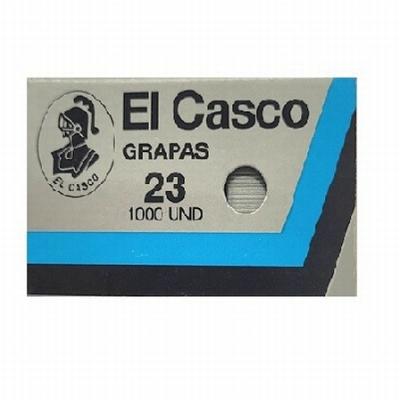 El Casco
GRAPAS
23
1000 UND
EL CASCO